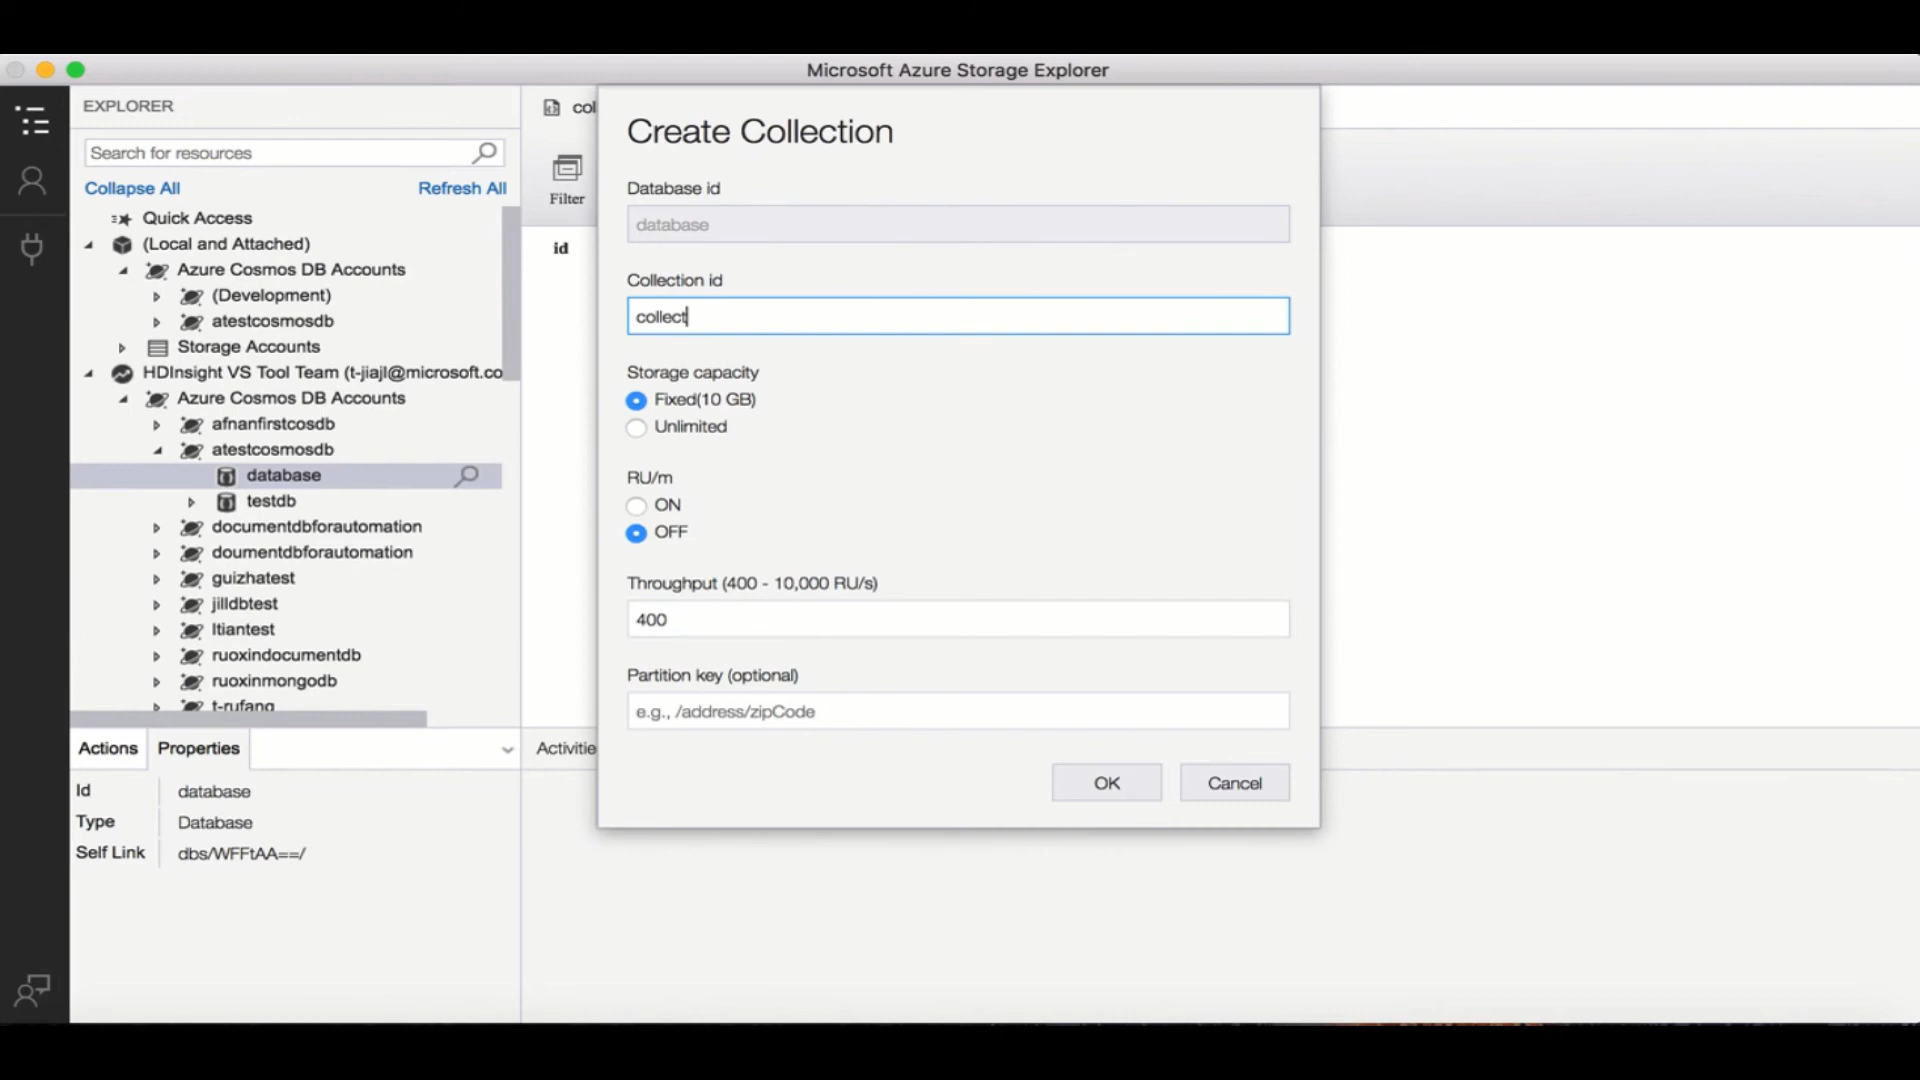 Microsoft Azure Storage Explorer
EXPLORER
Search for resources
Collapse All
Refresh All
Quick Access
(Local and Attached)
Azure Cosmos DB Accounts
(Development)
atestcosmosdb
Storage Accounts
HDInsight VS Tool Team (t-jiajl@microsoft.co
Azure Cosmos DB Accounts
afnanfirstcosdb
atestcosmosdb
database
testdb
documentdbforautomation
doumentdbforautomation
guizhatest
jilldbtest
ltiantest
ruoxindocumentdb
ruoxinmongodb
t-rufang
Actions
Properties
Id
database
Type
Database
Self Link
dbs/WFFtAA==/
col
Filter
id
Activitie
Create Collection
Database id
database
Collection id
collect
Storage capacity
Fixed(10 GB)
Unlimited
RU/m
ON
OFF
Throughput (400 - 10,000 RU/s)
400
Partition key (optional)
e.g., /address/zipCode
OK
Cancel